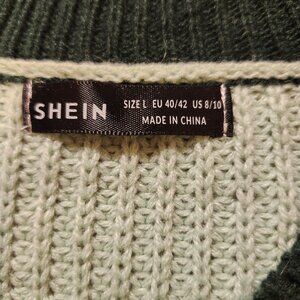 SHEIN
SIZE L EU 40/42 US 8/10
MADE IN CHINA